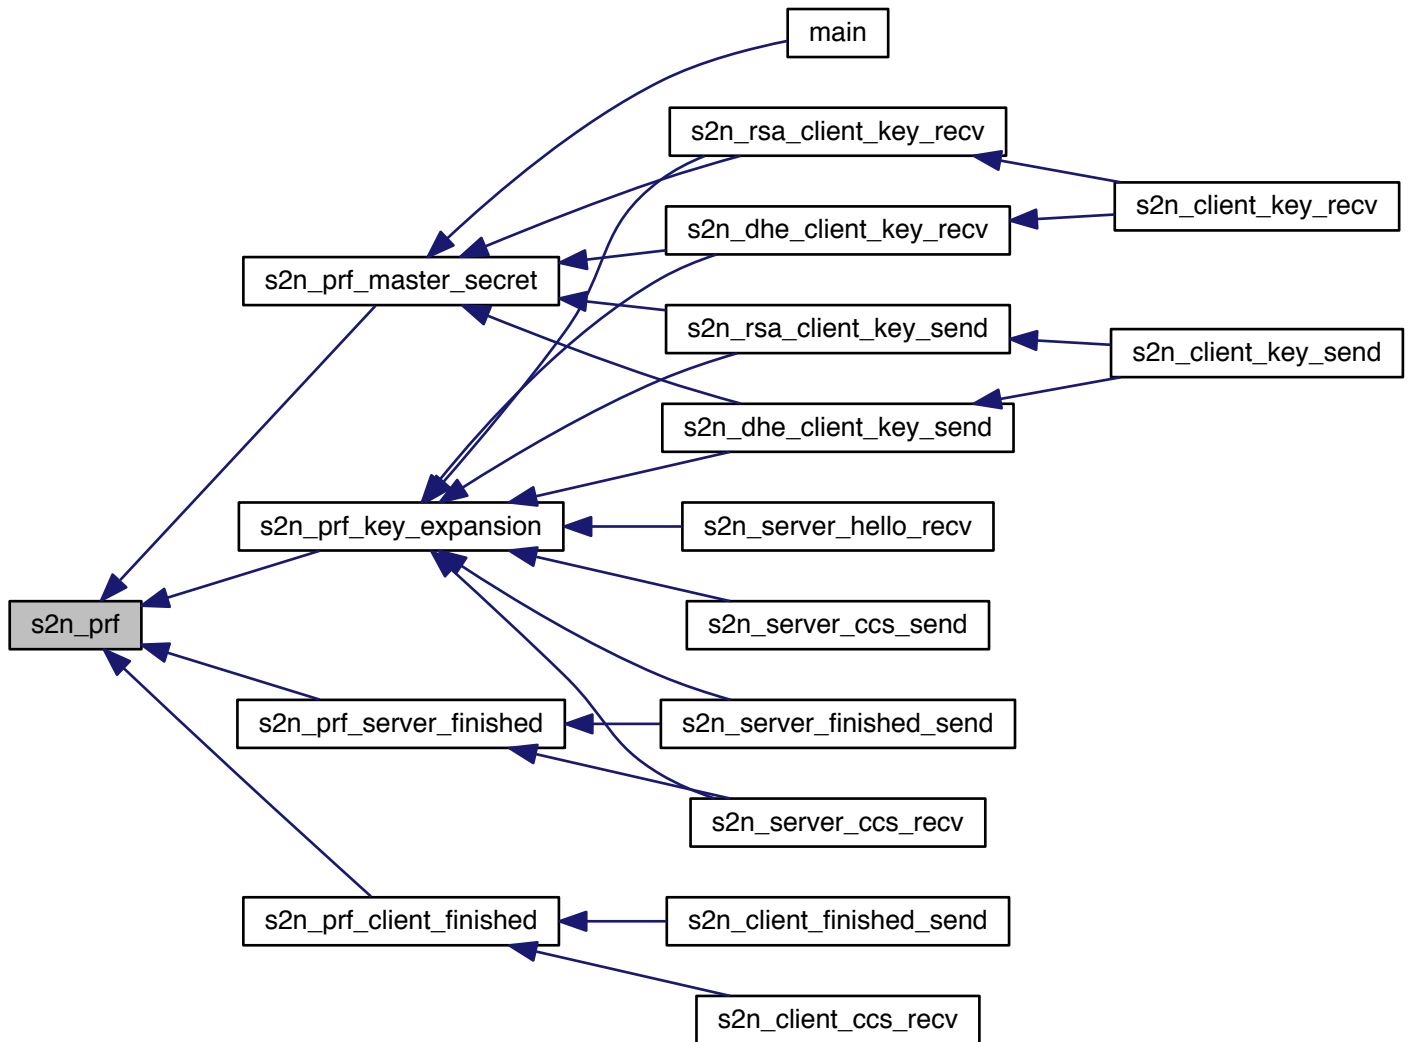 main
s2n_rsa_client_key_recv
s2n_client_key_recv
s2n_dhe_client_key_recv
s2n_prf_master_secret
s2n_rsa_client_key_send
s2n_client_key_send
s2n_dhe_client_key_send
s2n_prf_key_expansion
s2n_server_hello_recv
s2n_prf
s2n_server_ccs_send
s2n_prf_server_finished
s2n_server_finished_send
s2n_server_ccs_recv
s2n_prf_client_finished
s2n_client_finished_send
s2n_client_ccs_recv